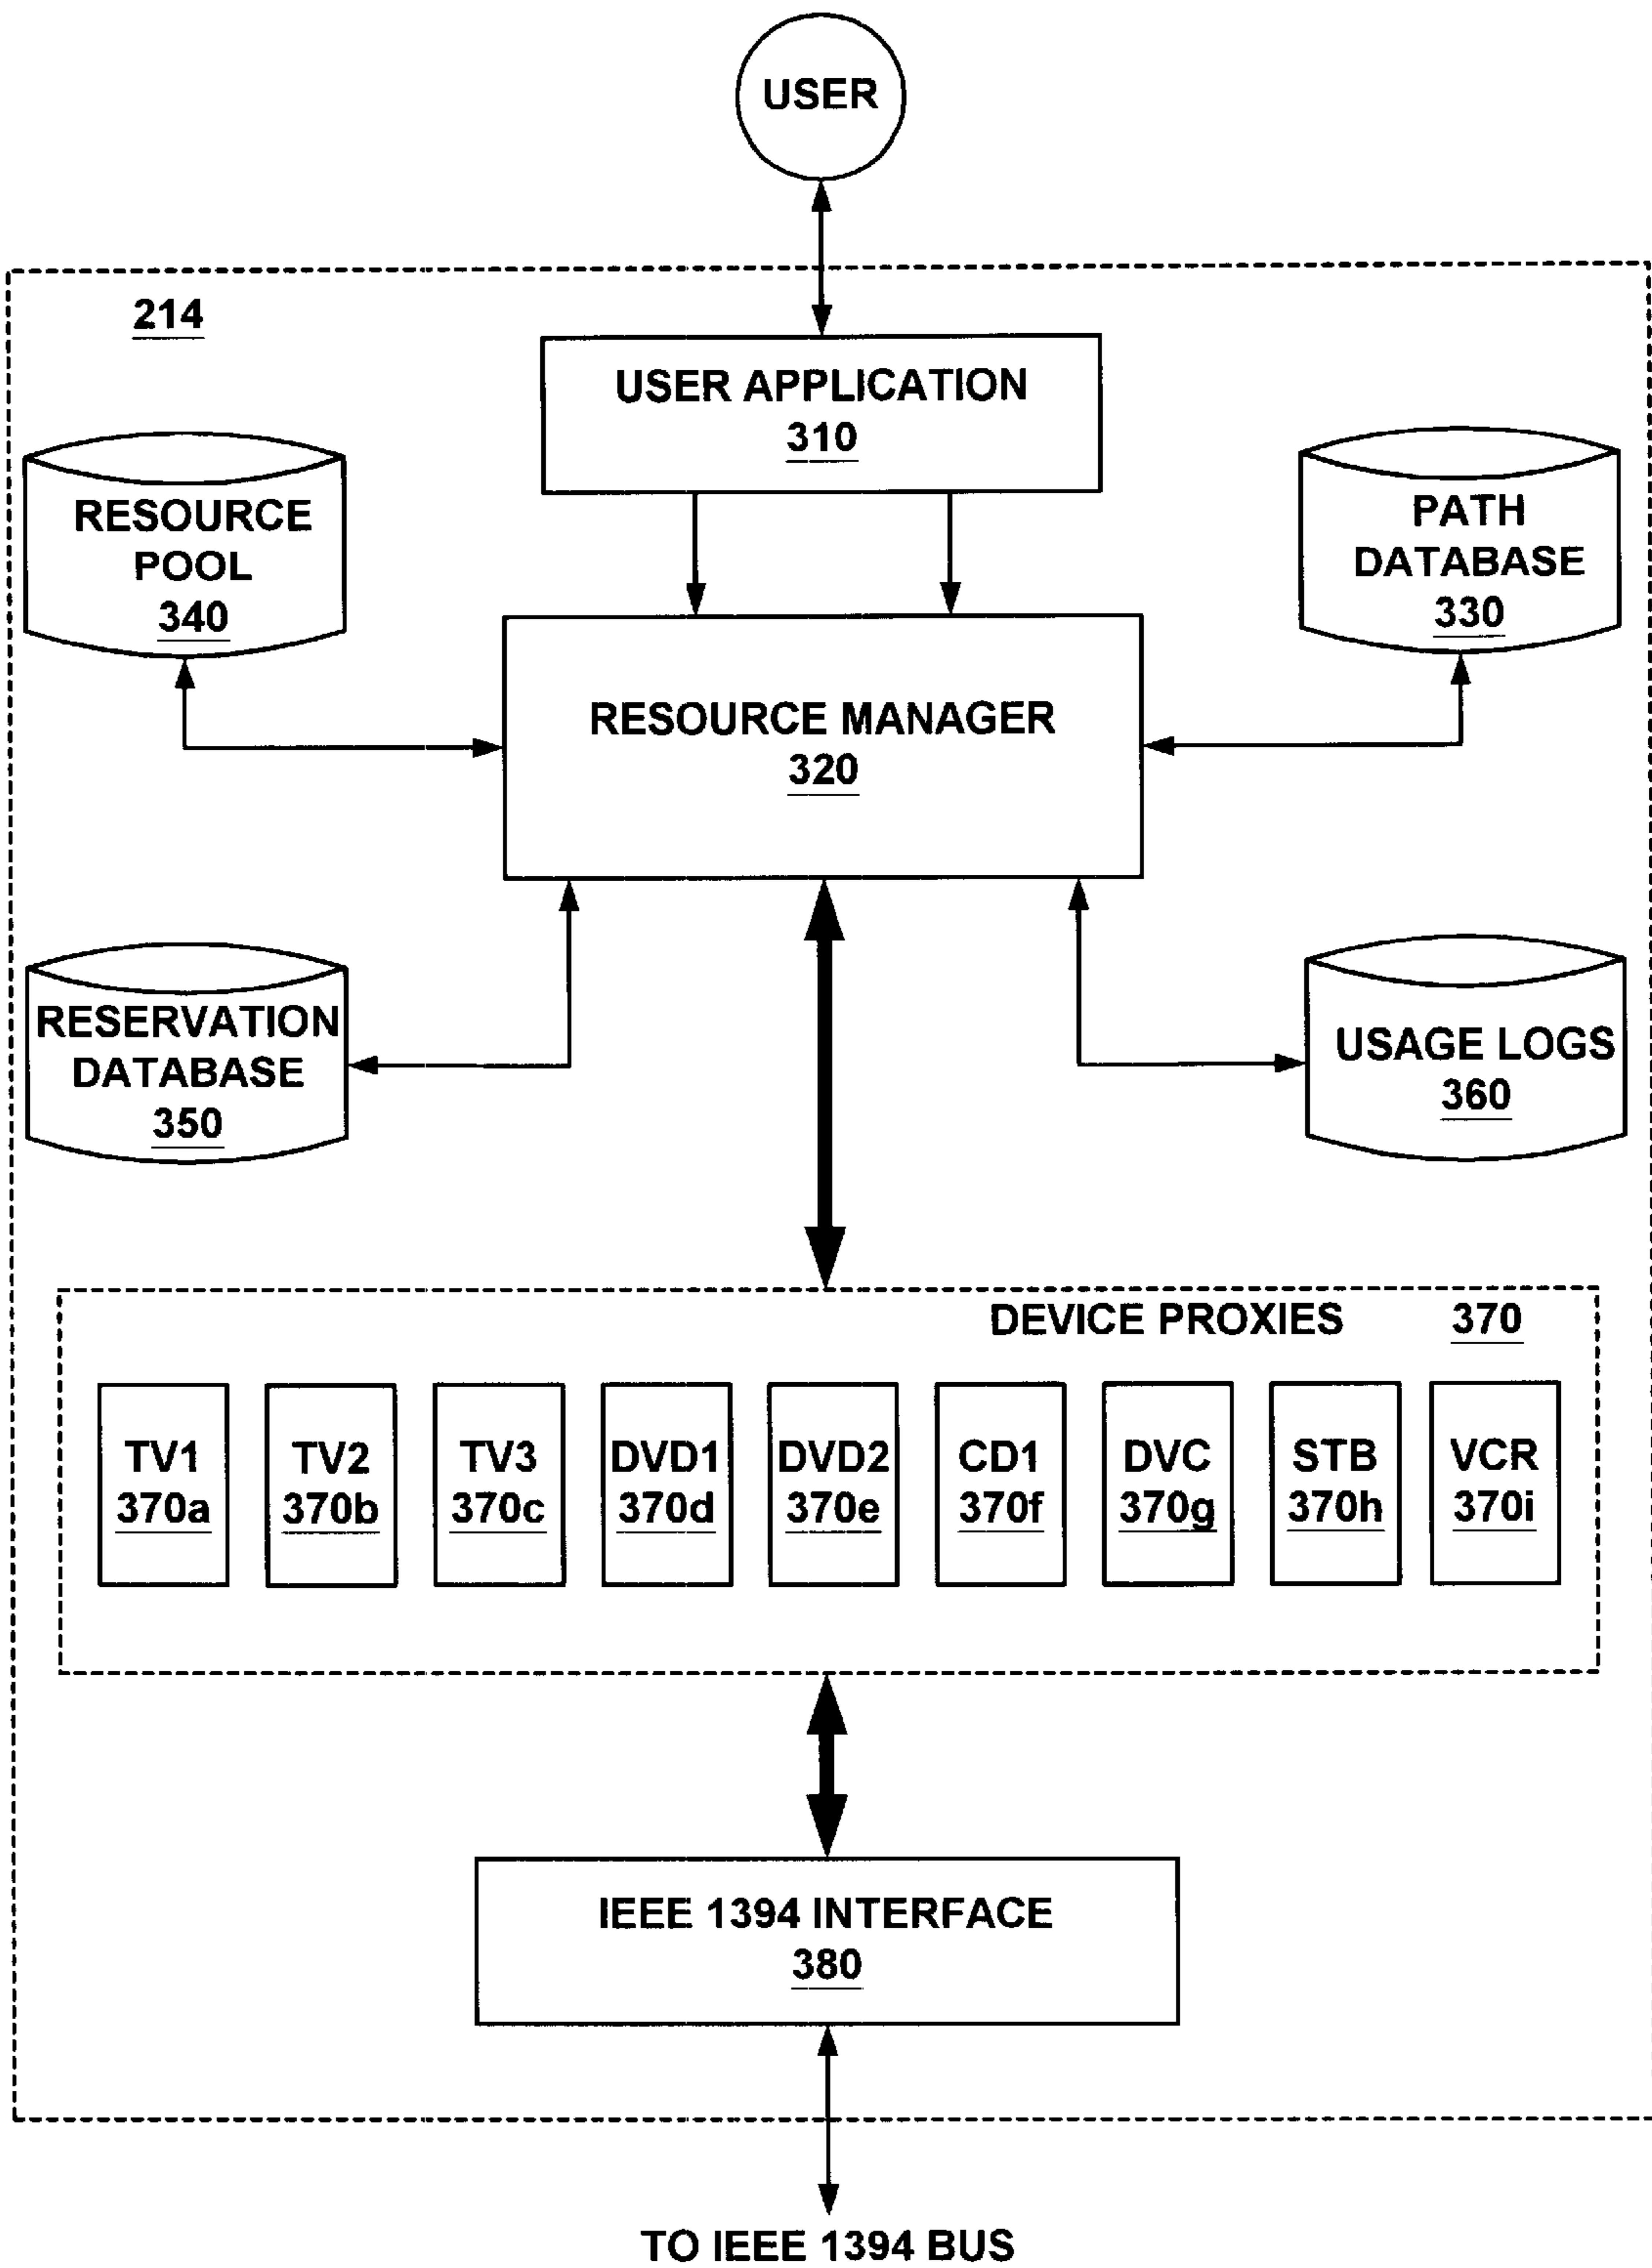 USER
214
USER APPLICATION
310
RESOURCE
POOL
340
PATH
DATABASE
330
RESOURCE MANAGER
320
RESERVATION
DATABASE
350
USAGE LOGS
360
DEVICE PROXIES 370
TV1
370a
TV2
370b
TV3
370c
DVD1
370d
DVD2
370e
CD1
370f
DVC
370g
STB
370h
VCR
370i
IEEE 1394 INTERFACE
380
TO IEEE 1394 BUS